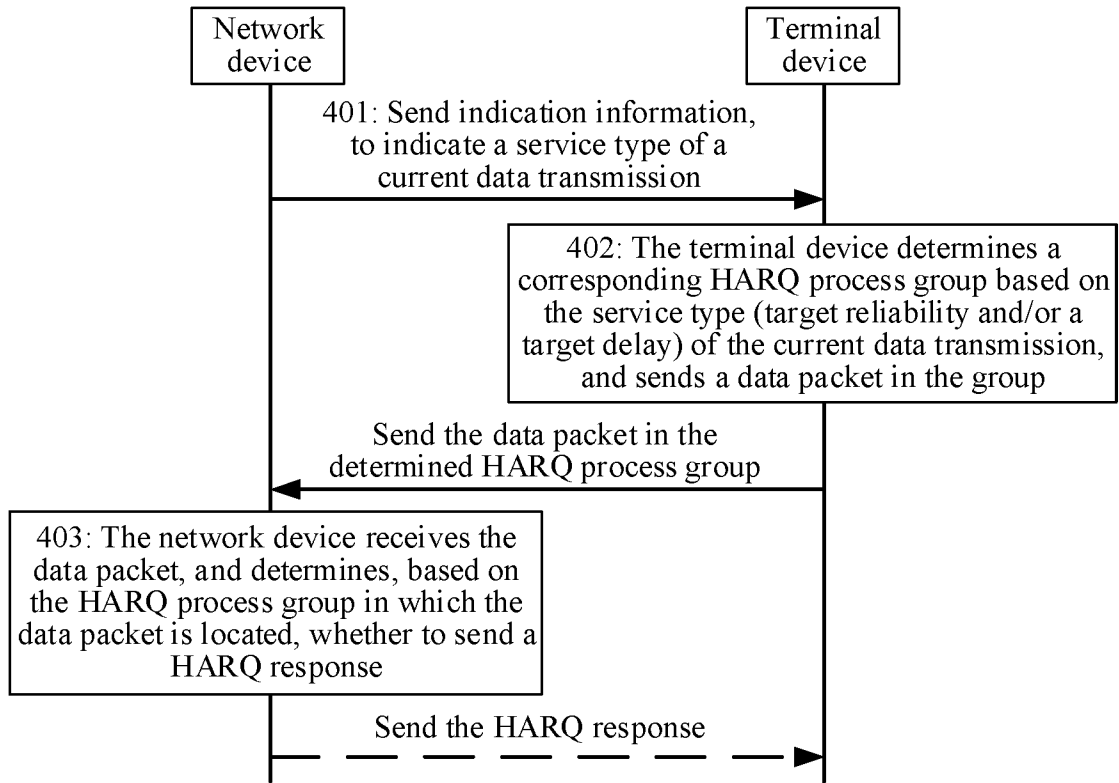 Network
device
Terminal
device
401: Send indication information,
to indicate a service type of a
current data transmission
402: The terminal device determines a
corresponding HARQ process group based on
the service type (target reliability and/or a
target delay) of the current data transmission,
and sends a data packet in the group
Send the data packet in the
determined HARQ process group
403: The network device receives the
data packet, and determines, based on
the HARQ process group in which the
data packet is located, whether to send a
HARQ response
Send the HARQ response